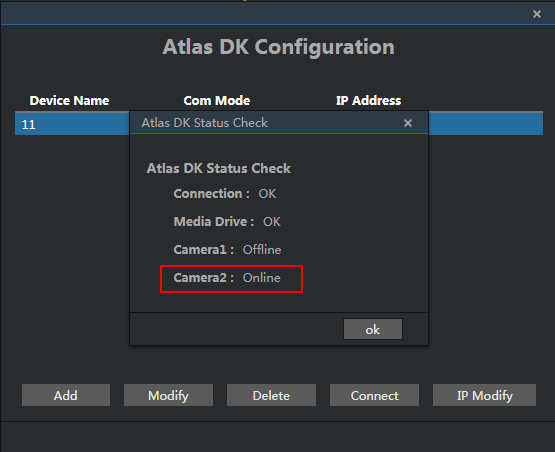 Atlas DK Configuration
Device Name Com Mode IP Address
11
Atlas DK Status Check
Atlas DK Status Check
Connection : OK
Media Drive : OK
Camera1 : Offline
Camera2 : Online
ok
Add Modify Delete Connect IP Modify